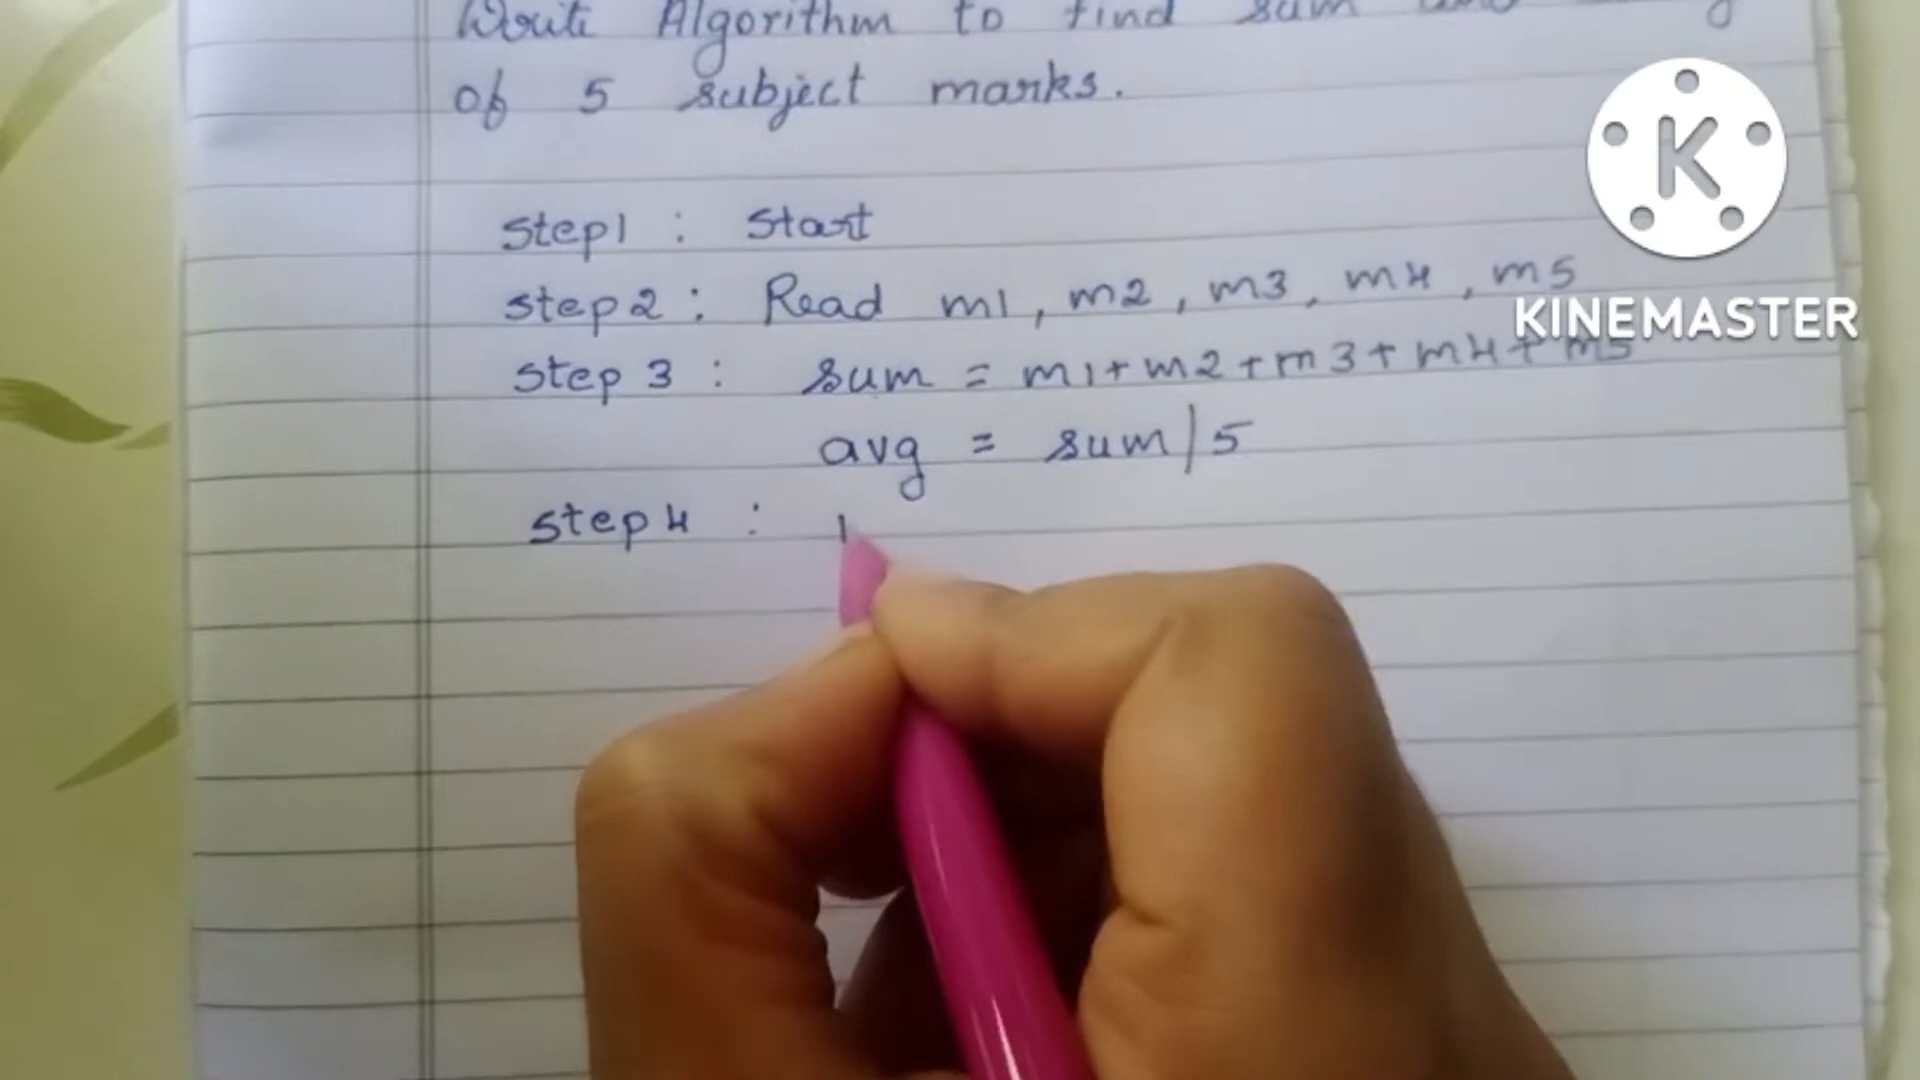 Write Algorithm to find sum
of 5 subject marks.
K
step1 : Start
step2 : Read m1, m2, m3, m4, m5
KINEMASTER
step 3 : sum = m1+m2+m3+m4+m5
avg = sum/5
step4 :